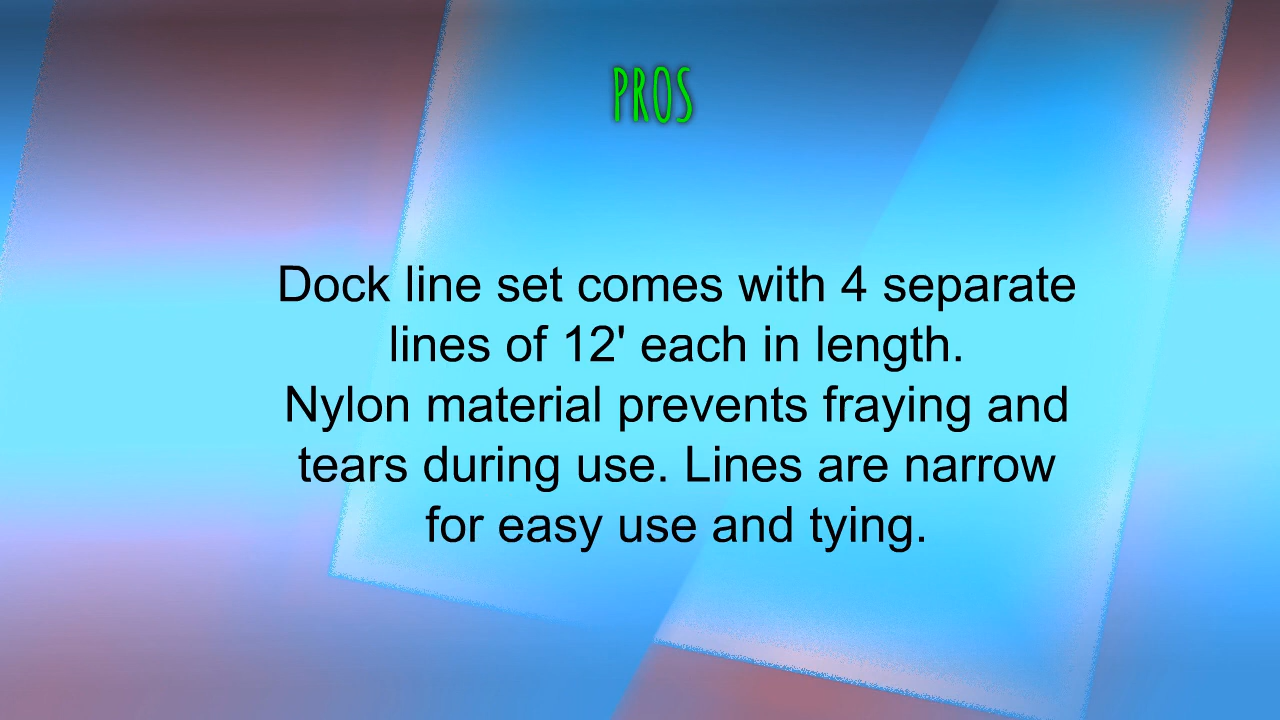 PROS
Dock line set comes with 4 separate
lines of 12' each in length.
Nylon material prevents fraying and
tears during use. Lines are narrow
for easy use and tying.